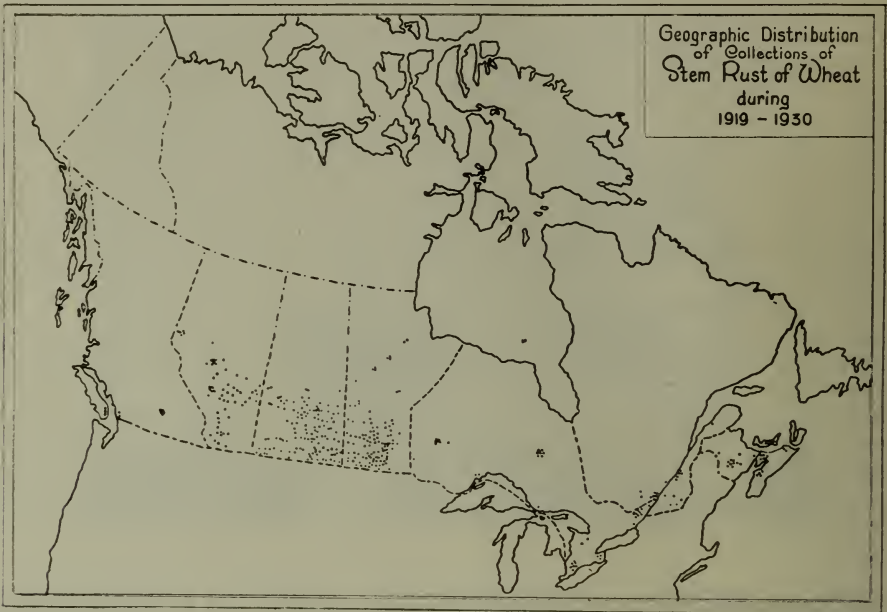 Geographic Distribution
of Collections of
Stem Rust of Wheat
during
1919 - 1930